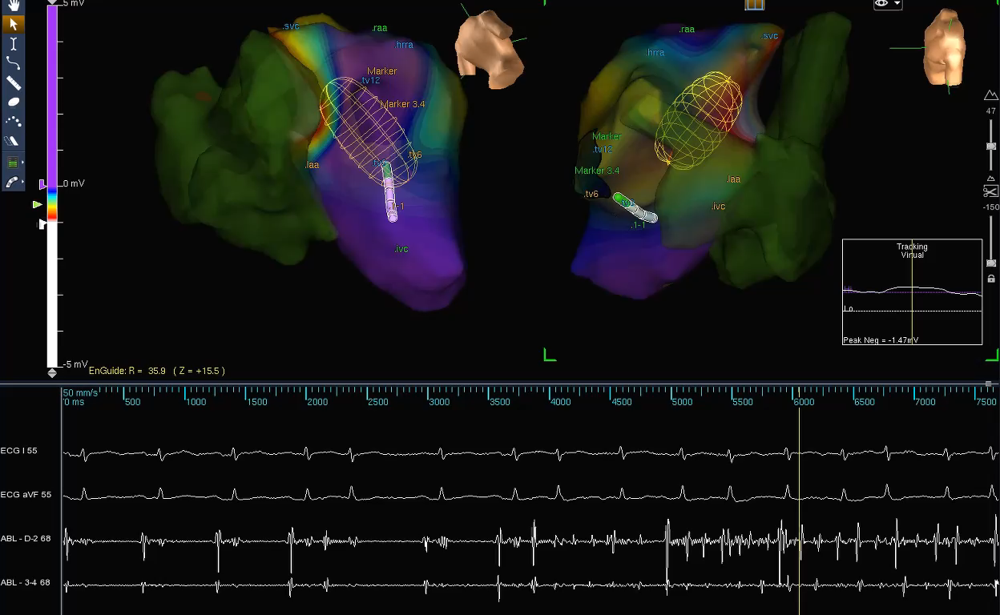 5 mV
0 mV
-5 mV
.svc
.raa
.hrra
Marker
.tv12
Marker 3.4
.tv6
.laa
1-1
.ivc
.raa
.svc
.hrra
Marker
.tv12
Marker 3.4
.tv6
.laa
.ivc
.1-1
47
-150
Tracking
Virtual
Lo
Peak Neg = -1.47mV
EnGuide: R = 35.9 ( Z = +15.5 )
50 mm/s
0 ms 500 1000 1500 2000 2500 3000 3500 4000 4500 5000 5500 6000 6500 7000 7500
ECG I 55
ECG aVF 55
ABL - D-2 68
ABL - 3-4 68